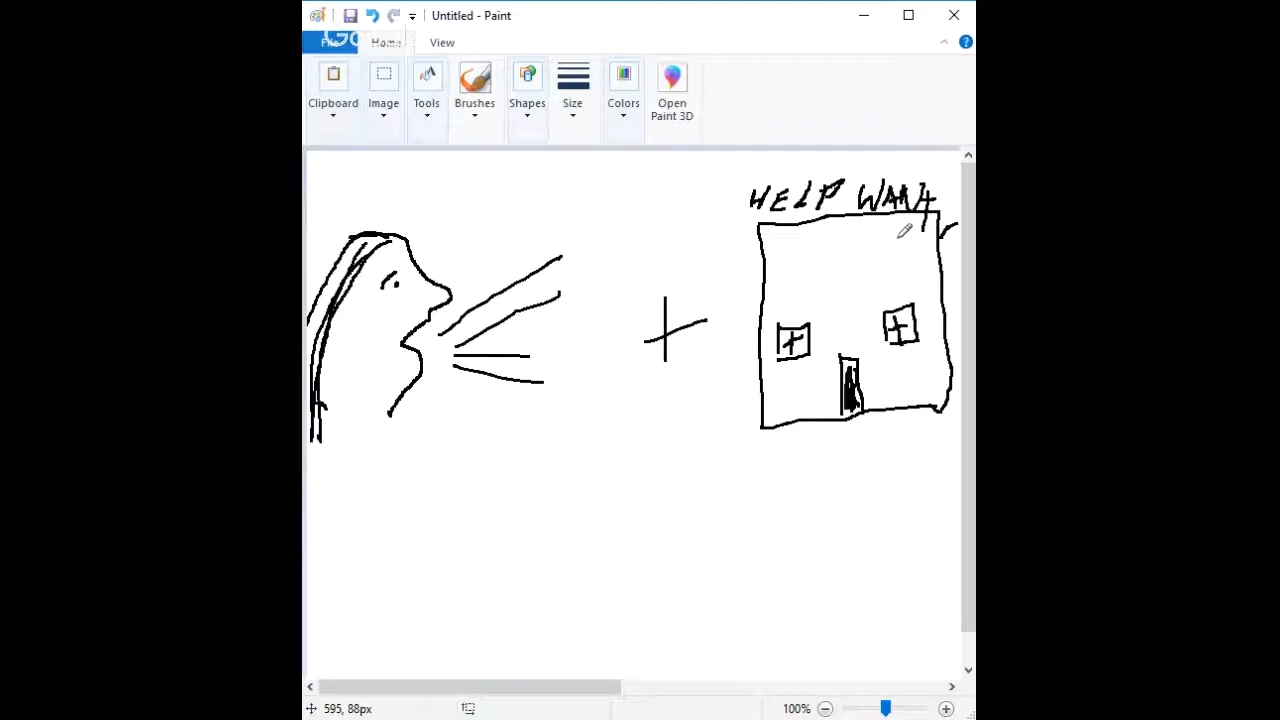 Untitled - Paint
File Home View
Clipboard Image Tools Brushes Shapes Size Colors Open Paint 3D
HELP WANT
595, 88px 100%